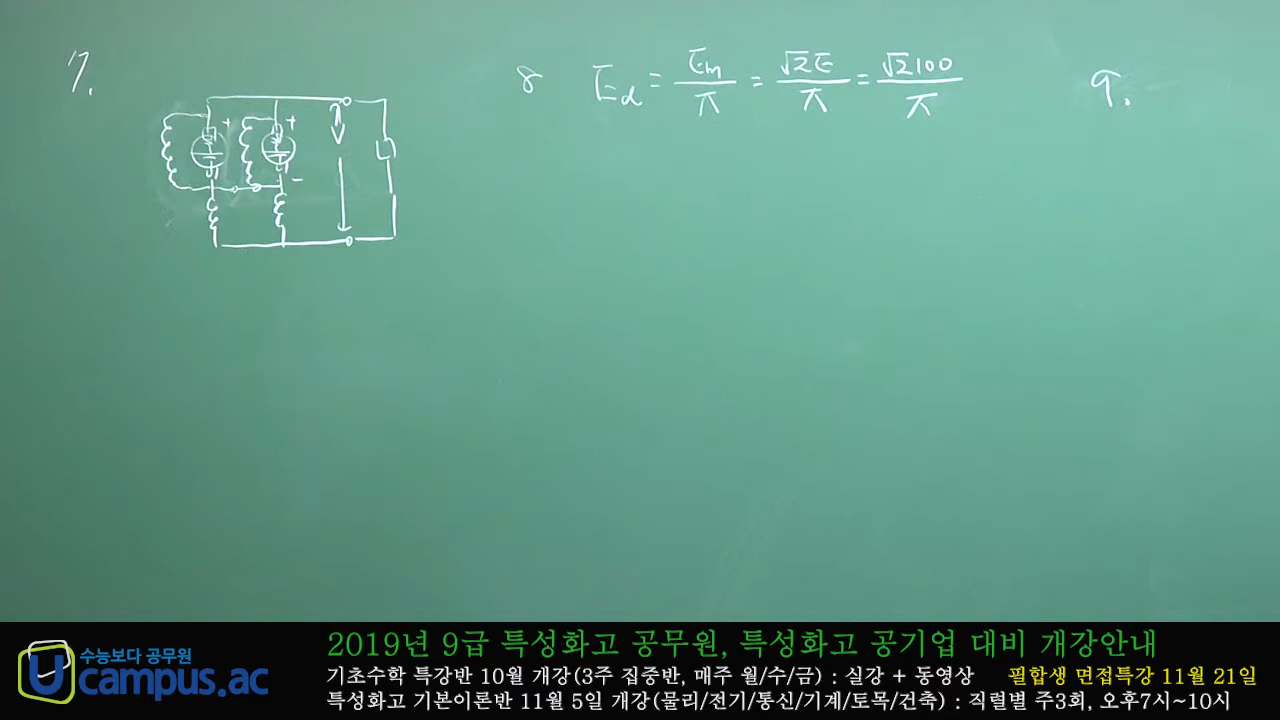 7.
+ +
-
8 Ed = Em/π = √2E/π = √2100/π
9.
수능보다 공무원
Ucampus.ac
2019년 9급 특성화고 공무원, 특성화고 공기업 대비 개강안내
기초수학 특강반 10월 개강(3주 집중반, 매주 월/수/금) : 실강 + 동영상 필합생 면접특강 11월 21일
특성화고 기본이론반 11월 5일 개강(물리/전기/통신/기계/토목/건축) : 직렬별 주3회, 오후7시~10시